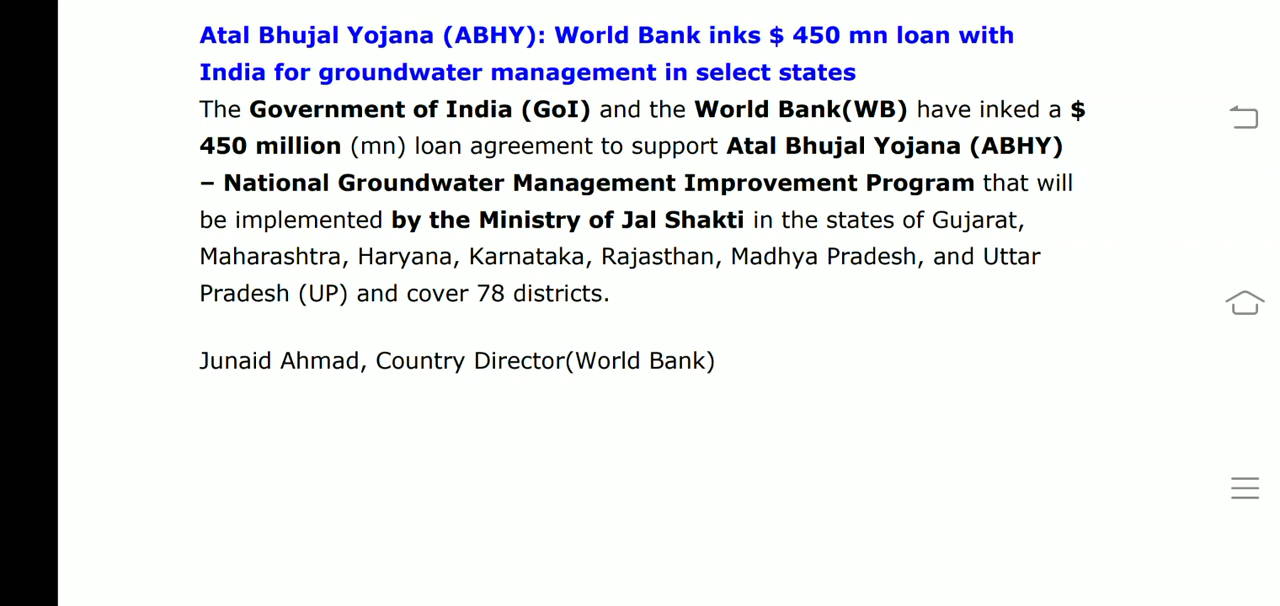 Atal Bhujal Yojana (ABHY): World Bank inks $ 450 mn loan with
India for groundwater management in select states
The Government of India (GoI) and the World Bank(WB) have inked a $
450 million (mn) loan agreement to support Atal Bhujal Yojana (ABHY)
– National Groundwater Management Improvement Program that will
be implemented by the Ministry of Jal Shakti in the states of Gujarat,
Maharashtra, Haryana, Karnataka, Rajasthan, Madhya Pradesh, and Uttar
Pradesh (UP) and cover 78 districts.
Junaid Ahmad, Country Director(World Bank)